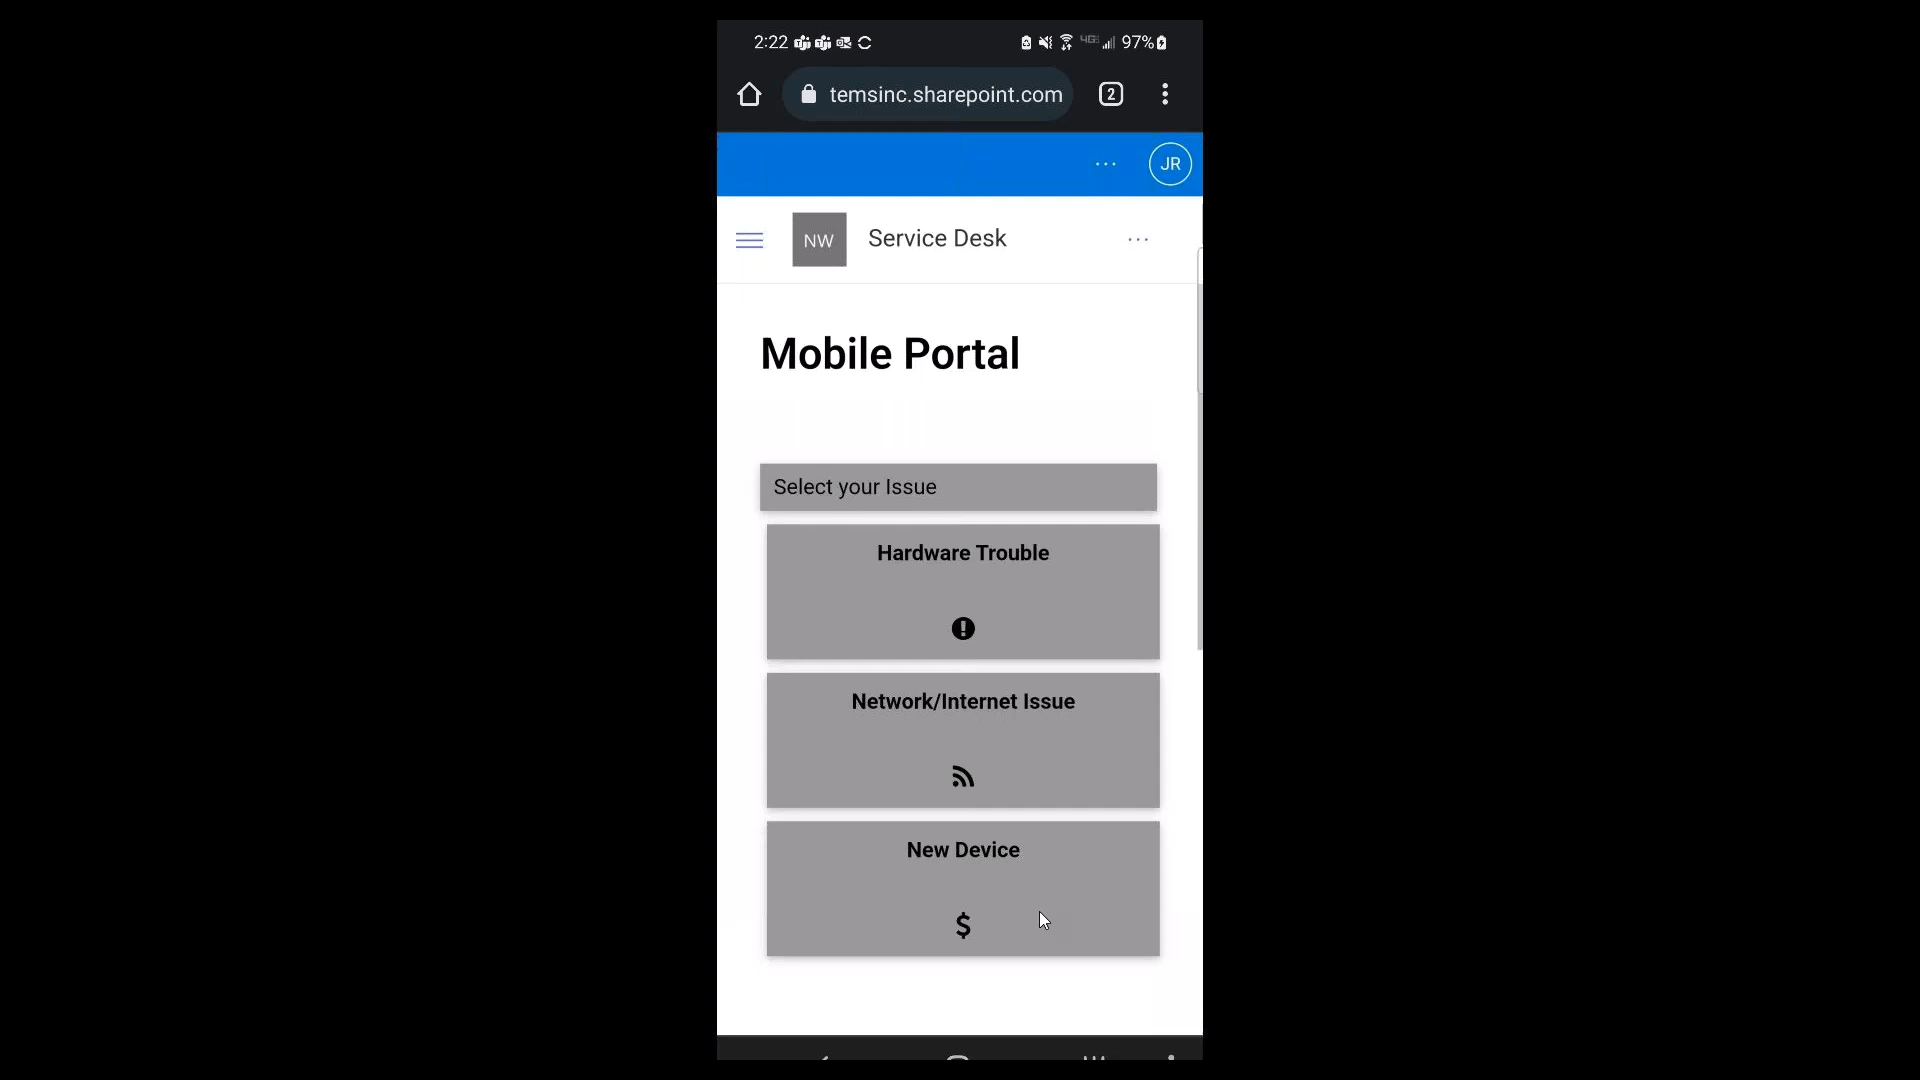 2:22 97%
temsinc.sharepoint.com 2
JR
NW Service Desk
Mobile Portal
Select your Issue
Hardware Trouble
Network/Internet Issue
New Device
$